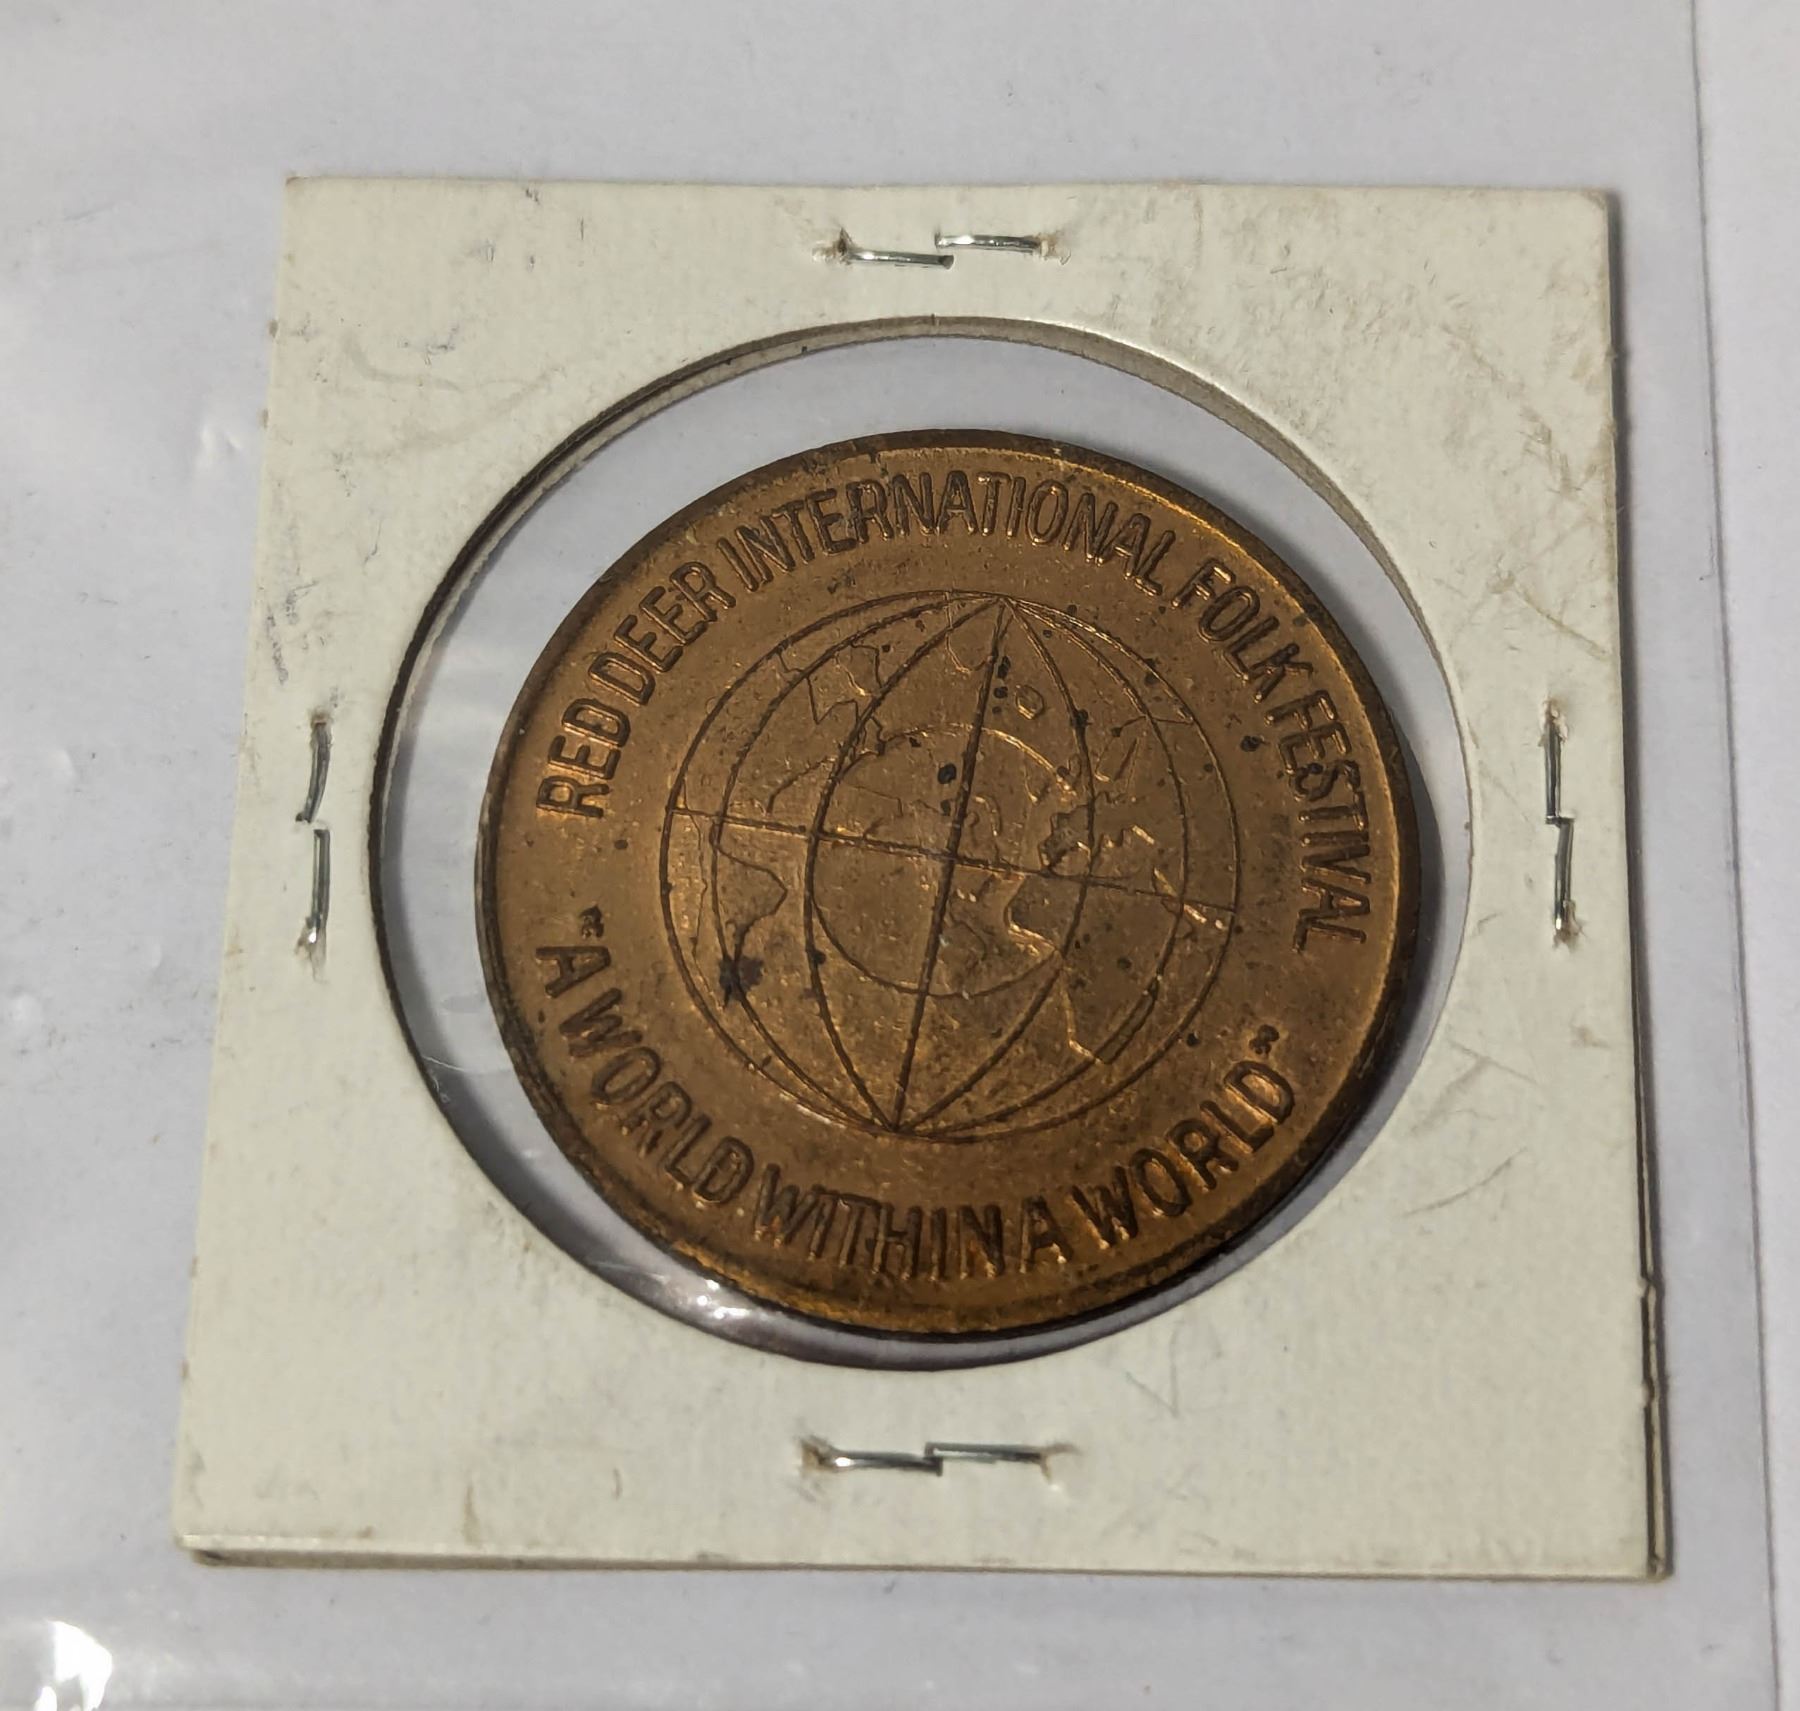 RED DEER INTERNATIONAL FOLK FESTIVAL
"A WORLD WITHIN A WORLD"